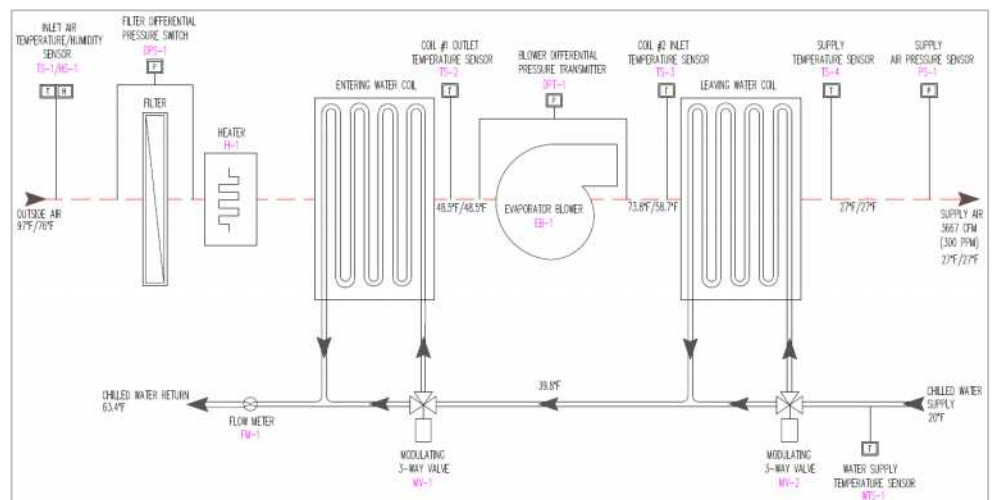 INLET AIR
TEMPERATURE/HUMIDITY
SENSOR
TS-1/HS-1
T H
FILTER DIFFERENTIAL
PRESSURE SWITCH
DPS-1
P
FILTER
HEATER
H-1
ENTERING WATER COIL
COIL #1 OUTLET
TEMPERATURE SENSOR
TS-2
T
BLOWER DIFFERENTIAL
PRESSURE TRANSMITTER
DPT-1
P
COIL #2 INLET
TEMPERATURE SENSOR
TS-3
T
LEAVING WATER COIL
SUPPLY
TEMPERATURE SENSOR
TS-4
T
SUPPLY
AIR PRESSURE SENSOR
PS-1
P
OUTSIDE AIR
97°F/76°F
48.5°F/48.5°F
EVAPORATOR BLOWER
EB-1
73.8°F/58.7°F
27°F/27°F
SUPPLY AIR
3667 CFM
(300 PPM)
27°F/27°F
CHILLED WATER RETURN
63.4°F
FLOW METER
FM-1
MODULATING
3-WAY VALVE
MV-1
39.8°F
MODULATING
3-WAY VALVE
MV-2
CHILLED WATER
SUPPLY
20°F
T
WATER SUPPLY
TEMPERATURE SENSOR
WTS-1